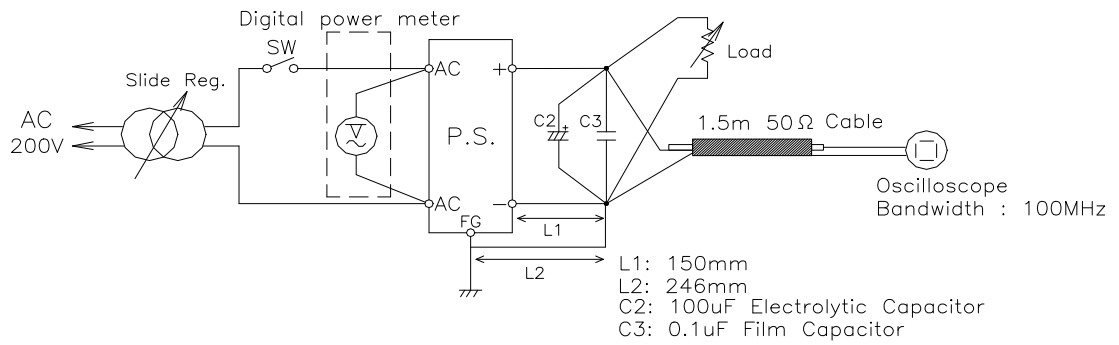 Digital power meter
SW
Slide Reg.
AC
200V
V
AC
AC
P.S.
FG
+
−
C2
+
C3
Load
1.5m 50Ω Cable
Oscilloscope
Bandwidth : 100MHz
L1
L2
L1: 150mm
L2: 246mm
C2: 100uF Electrolytic Capacitor
C3: 0.1uF Film Capacitor